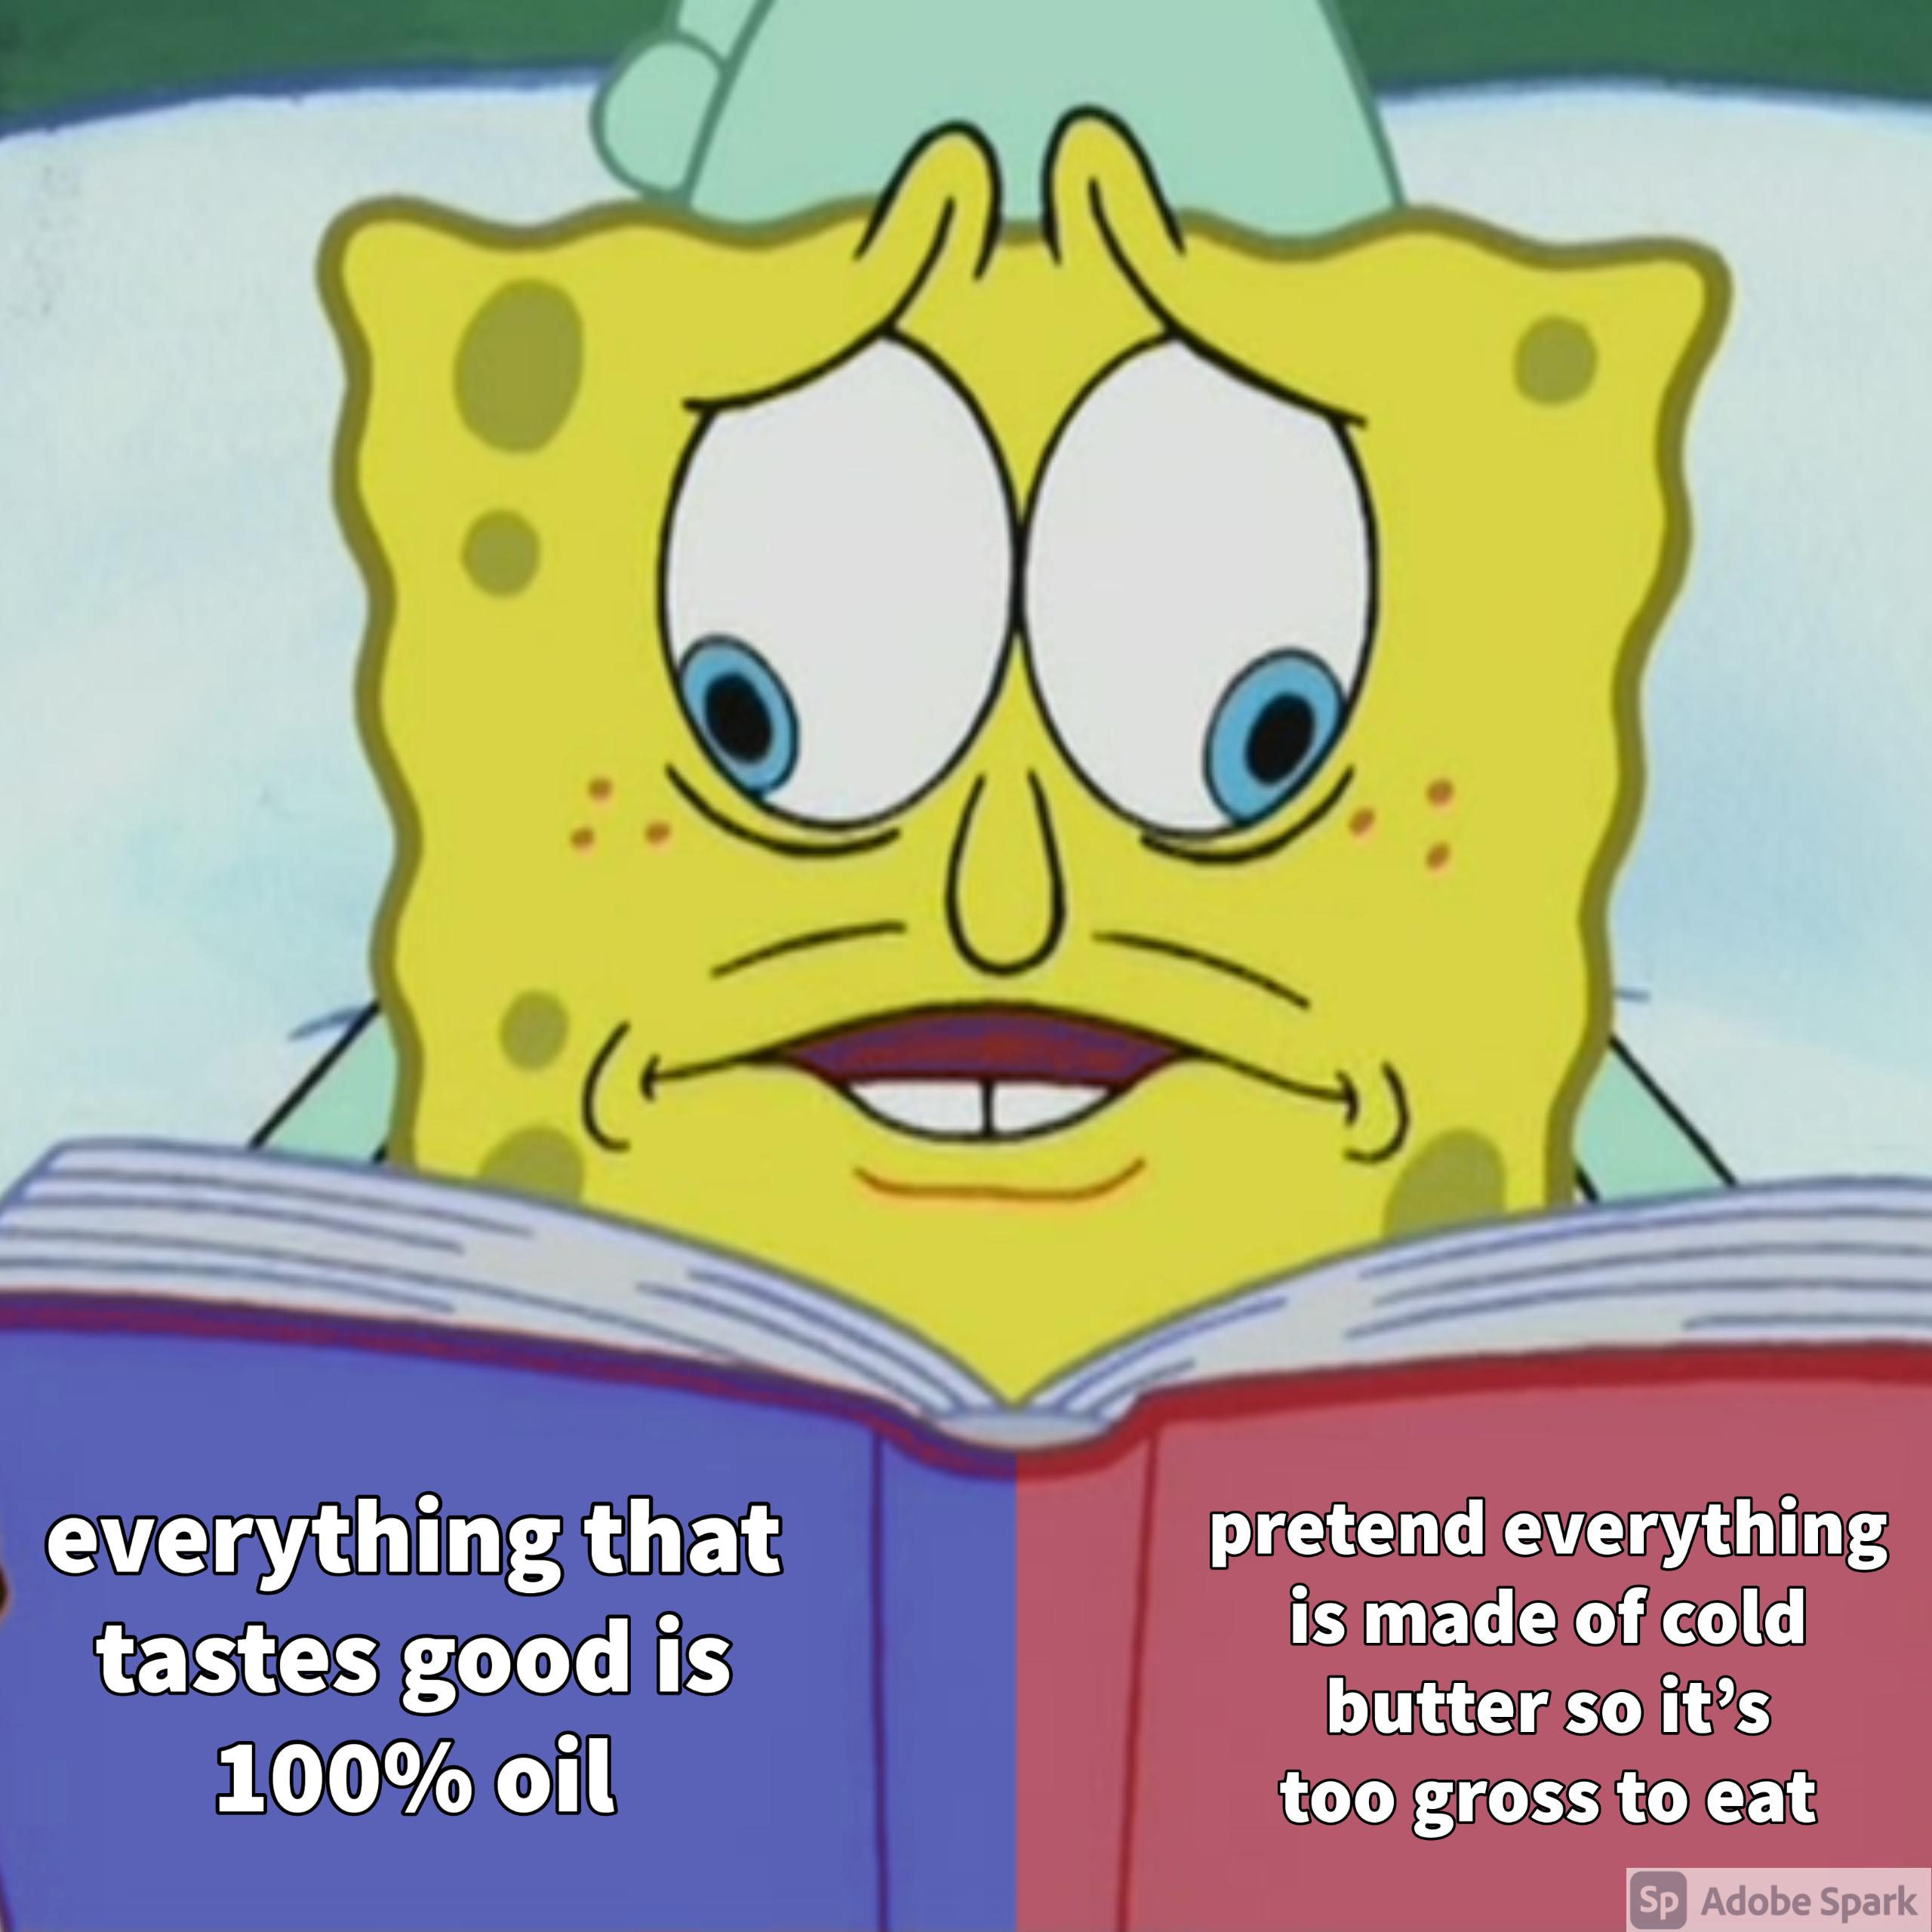 everything that
tastes good is
100% oil
pretend everything
is made of cold
butter so it’s
too gross to eat
Sp Adobe Spark